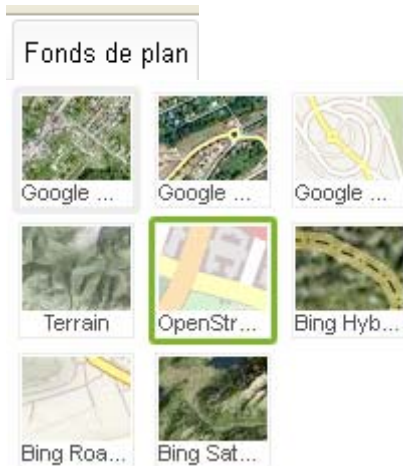 Fonds de plan
Google ...
Google ...
Google ...
Terrain
OpenStr...
Bing Hyb...
Bing Roa...
Bing Sat...